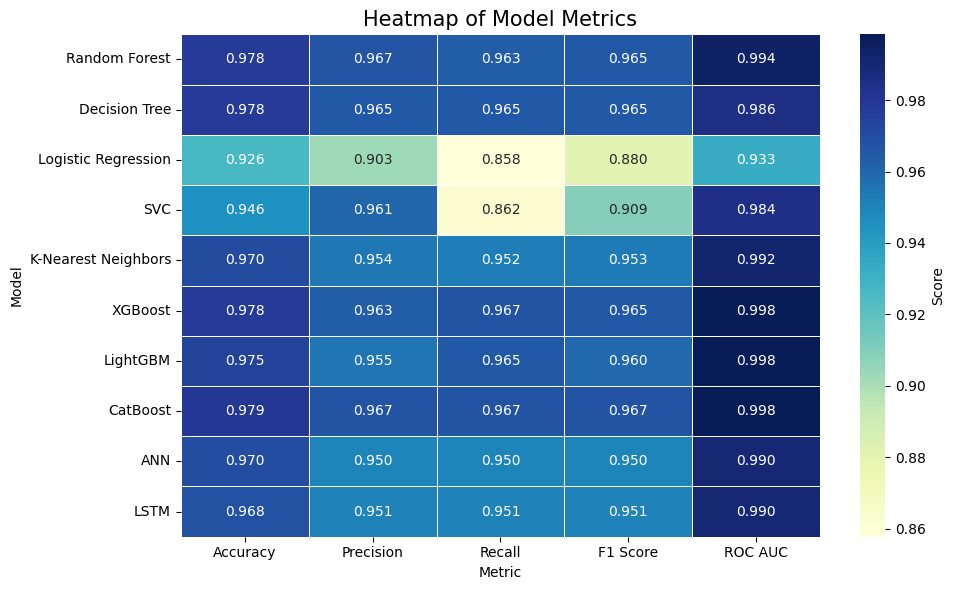 Heatmap of Model Metrics
Random Forest 0.978 0.967 0.963 0.965 0.994
Decision Tree 0.978 0.965 0.965 0.965 0.986
Logistic Regression 0.926 0.903 0.858 0.880 0.933
SVC 0.946 0.961 0.862 0.909 0.984
K-Nearest Neighbors 0.970 0.954 0.952 0.953 0.992
XGBoost 0.978 0.963 0.967 0.965 0.998
LightGBM 0.975 0.955 0.965 0.960 0.998
CatBoost 0.979 0.967 0.967 0.967 0.998
ANN 0.970 0.950 0.950 0.950 0.990
LSTM 0.968 0.951 0.951 0.951 0.990
Accuracy Precision Recall F1 Score ROC AUC
Metric
Model
0.98
0.96
0.94
0.92
0.90
0.88
0.86
Score